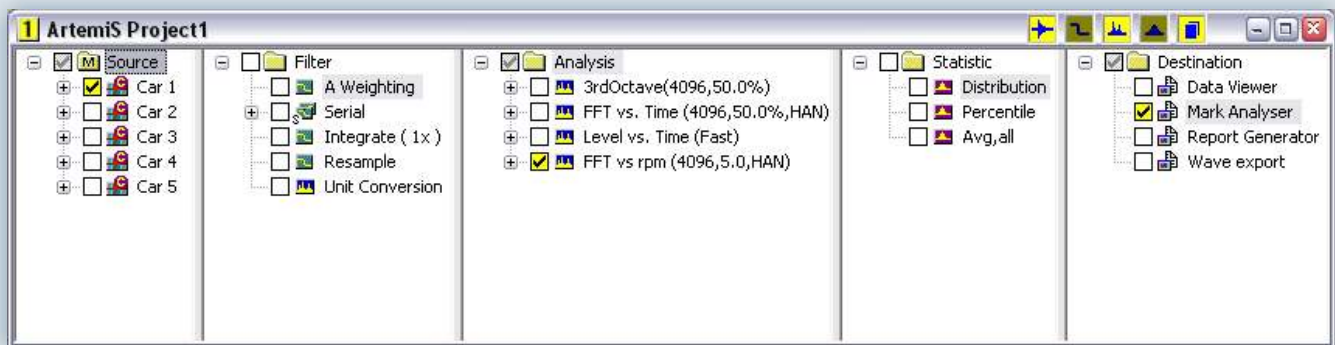 1 ArtemiS Project1
M Source
Car 1
Car 2
Car 3
Car 4
Car 5
Filter
A Weighting
S Serial
Integrate ( 1x )
Resample
Unit Conversion
Analysis
3rdOctave(4096,50.0%)
FFT vs. Time (4096,50.0%,HAN)
Level vs. Time (Fast)
FFT vs rpm (4096,5.0,HAN)
Statistic
Distribution
Percentile
Avg,all
Destination
Data Viewer
Mark Analyser
Report Generator
Wave export